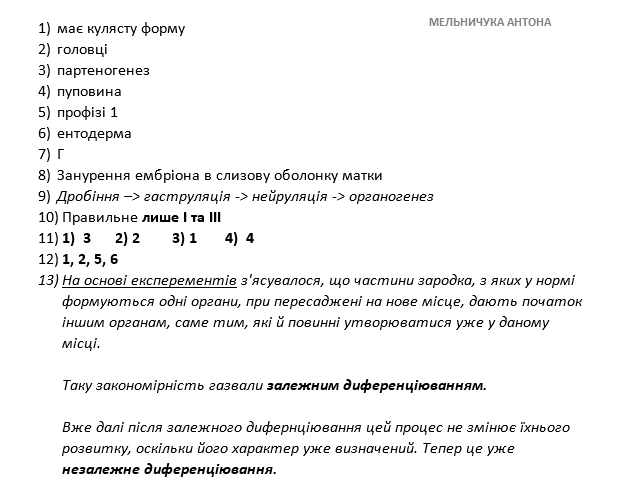 МЕЛЬНИЧУКА АНТОНА
1) має кулясту форму
2) головці
3) партеногенез
4) пуповина
5) профізі 1
6) ентодерма
7) Г
8) Занурення ембріона в слизову оболонку матки
9) Дробіння –> гаструляція -> нейруляція -> органогенез
10) Правильне лише І та ІІІ
11) 1) 3 2) 2 3) 1 4) 4
12) 1, 2, 5, 6
13) На основі експерементів з'ясувалося, що частини зародка, з яких у нормі
формуються одні органи, при пересаджені на нове місце, дають початок
іншим органам, саме тим, які й повинні утворюватися уже у даному
місці.
Таку закономірність газвали залежним диференціюванням.
Вже далі після залежного дифернціювання цей процес не змінює їхнього
розвитку, оскільки його характер уже визначений. Тепер це уже
незалежне диференціювання.